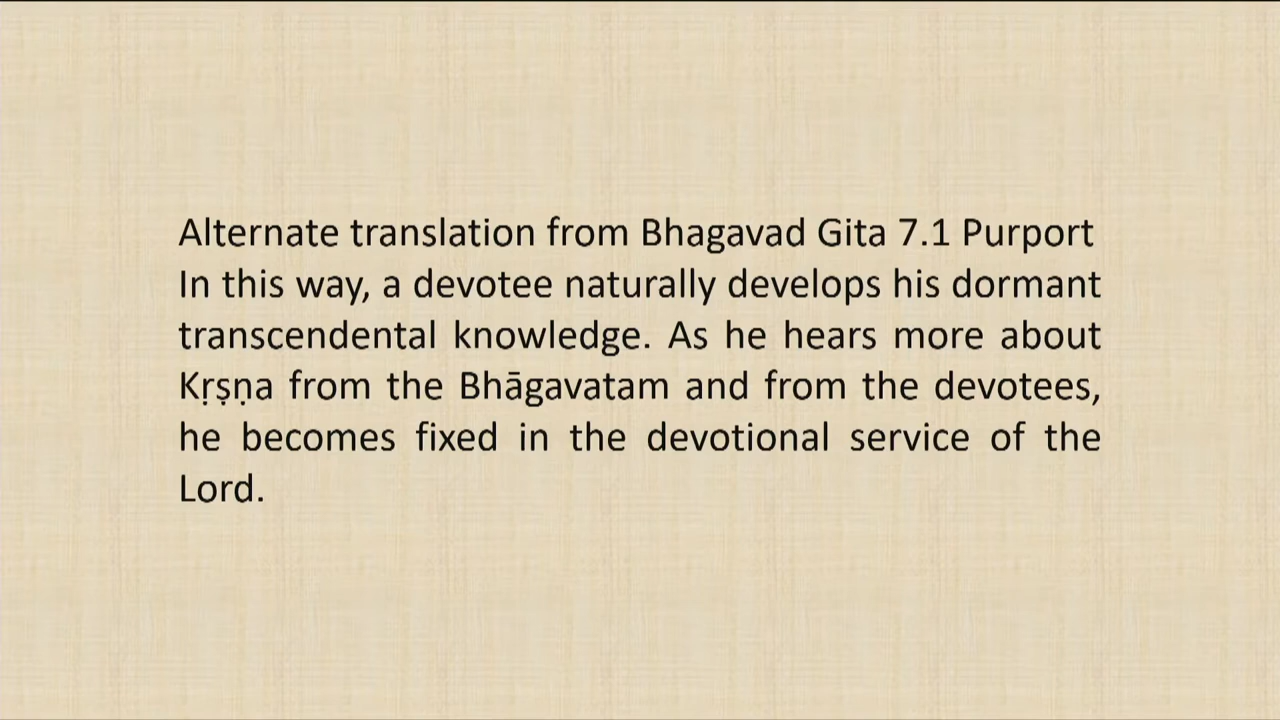 Alternate translation from Bhagavad Gita 7.1 Purport
In this way, a devotee naturally develops his dormant
transcendental knowledge. As he hears more about
Kṛṣṇa from the Bhāgavatam and from the devotees,
he becomes fixed in the devotional service of the
Lord.